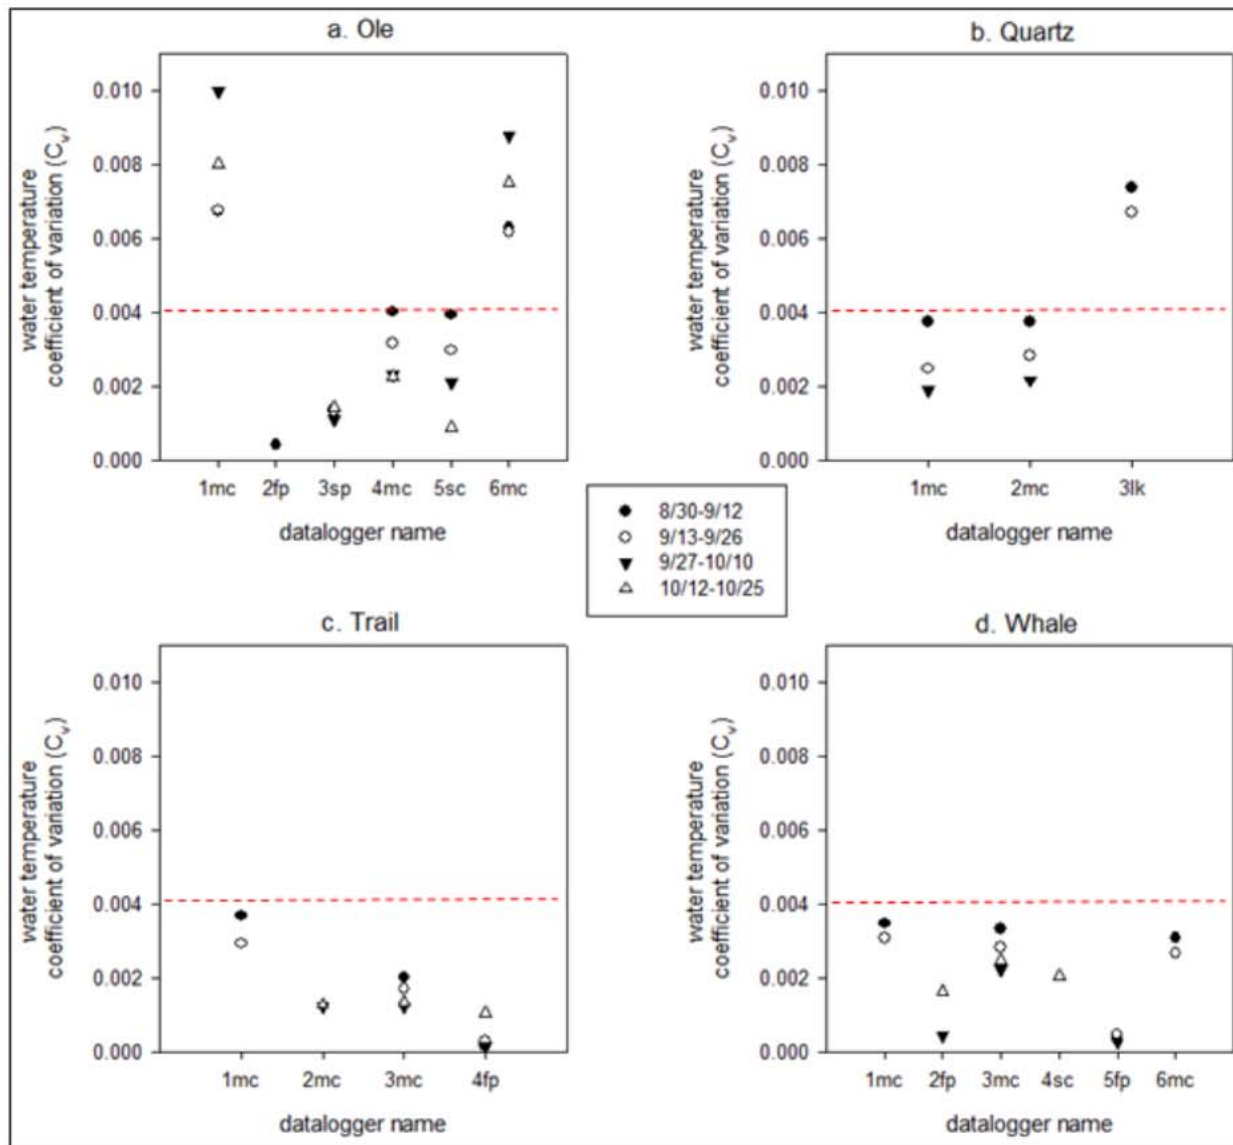 a. Ole
water temperature
coefficient of variation (Cv)
0.010
0.008
0.006
0.004
0.002
0.000
1mc 2fp 3sp 4mc 5sc 6mc
datalogger name
b. Quartz
water temperature
coefficient of variation (Cv)
0.010
0.008
0.006
0.004
0.002
0.000
1mc 2mc 3lk
datalogger name
8/30-9/12
9/13-9/26
9/27-10/10
10/12-10/25
c. Trail
water temperature
coefficient of variation (Cv)
0.010
0.008
0.006
0.004
0.002
0.000
1mc 2mc 3mc 4fp
datalogger name
d. Whale
water temperature
coefficient of variation (Cv)
0.010
0.008
0.006
0.004
0.002
0.000
1mc 2fp 3mc 4sc 5fp 6mc
datalogger name